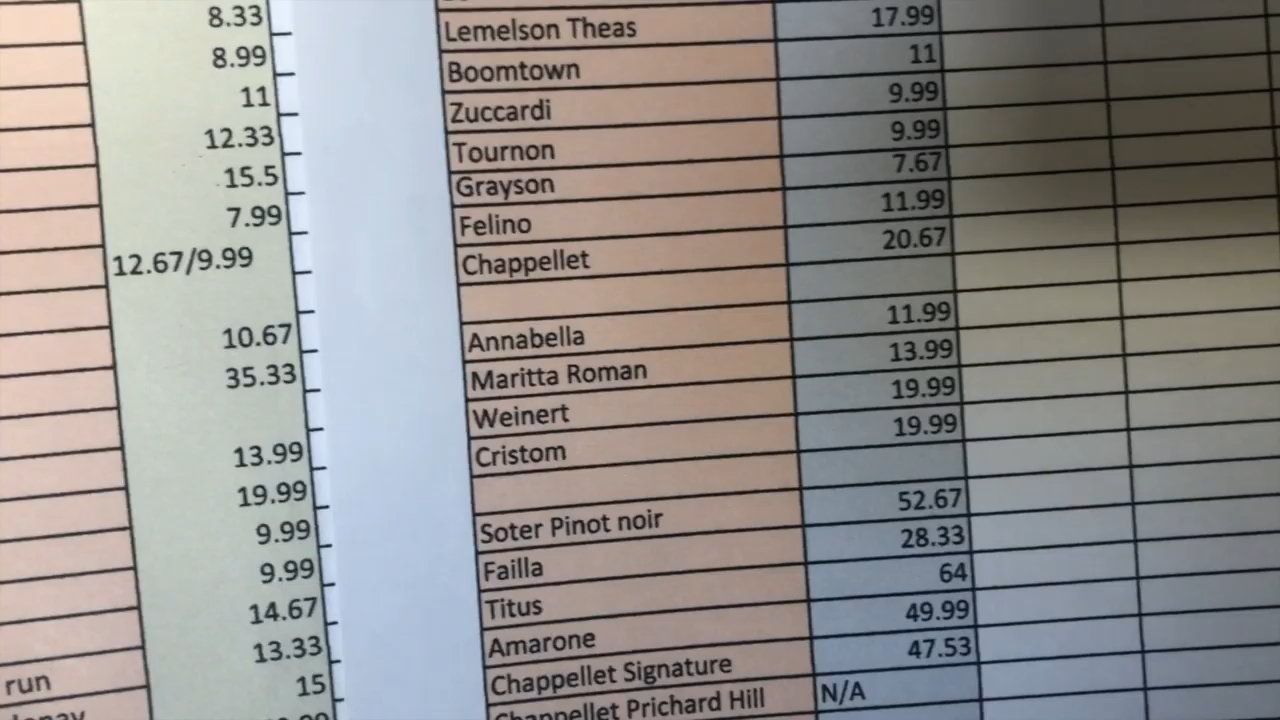 8.33
8.99
11
12.33
15.5
7.99
12.67/9.99
10.67
35.33
13.99
19.99
9.99
9.99
14.67
13.33
run 15
Lemelson Theas 17.99
Boomtown 11
Zuccardi 9.99
Tournon 9.99
Grayson 7.67
Felino 11.99
Chappellet 20.67
Annabella 11.99
Maritta Roman 13.99
Weinert 19.99
Cristom 19.99
Soter Pinot noir 52.67
Failla 28.33
Titus 64
Amarone 49.99
Chappellet Signature 47.53
Chappellet Prichard Hill N/A